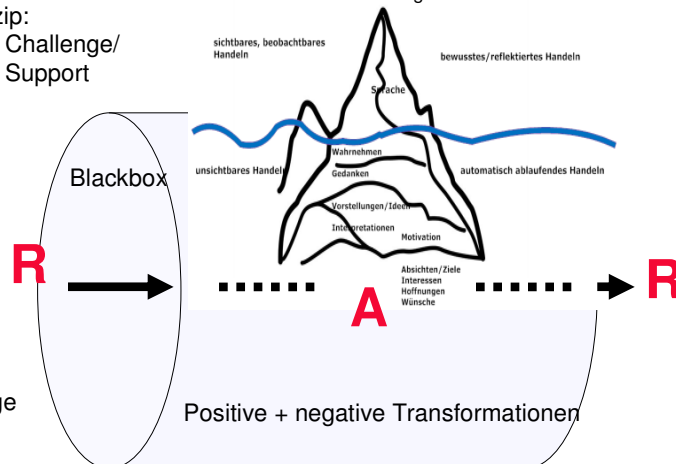 zip:
Challenge/
Support
sichtbares, beobachtbares
Handeln
bewusstes/reflektiertes Handeln
Sprache
Blackbox
unsichtbares Handeln
Wahrnehmen
Gedanken
automatisch ablaufendes Handeln
Vorstellungen/Ideen
Interpretationen
Motivation
R
A
R
Absichten/Ziele
Interessen
Hoffnungen
Wünsche
ge
Positive + negative Transformationen